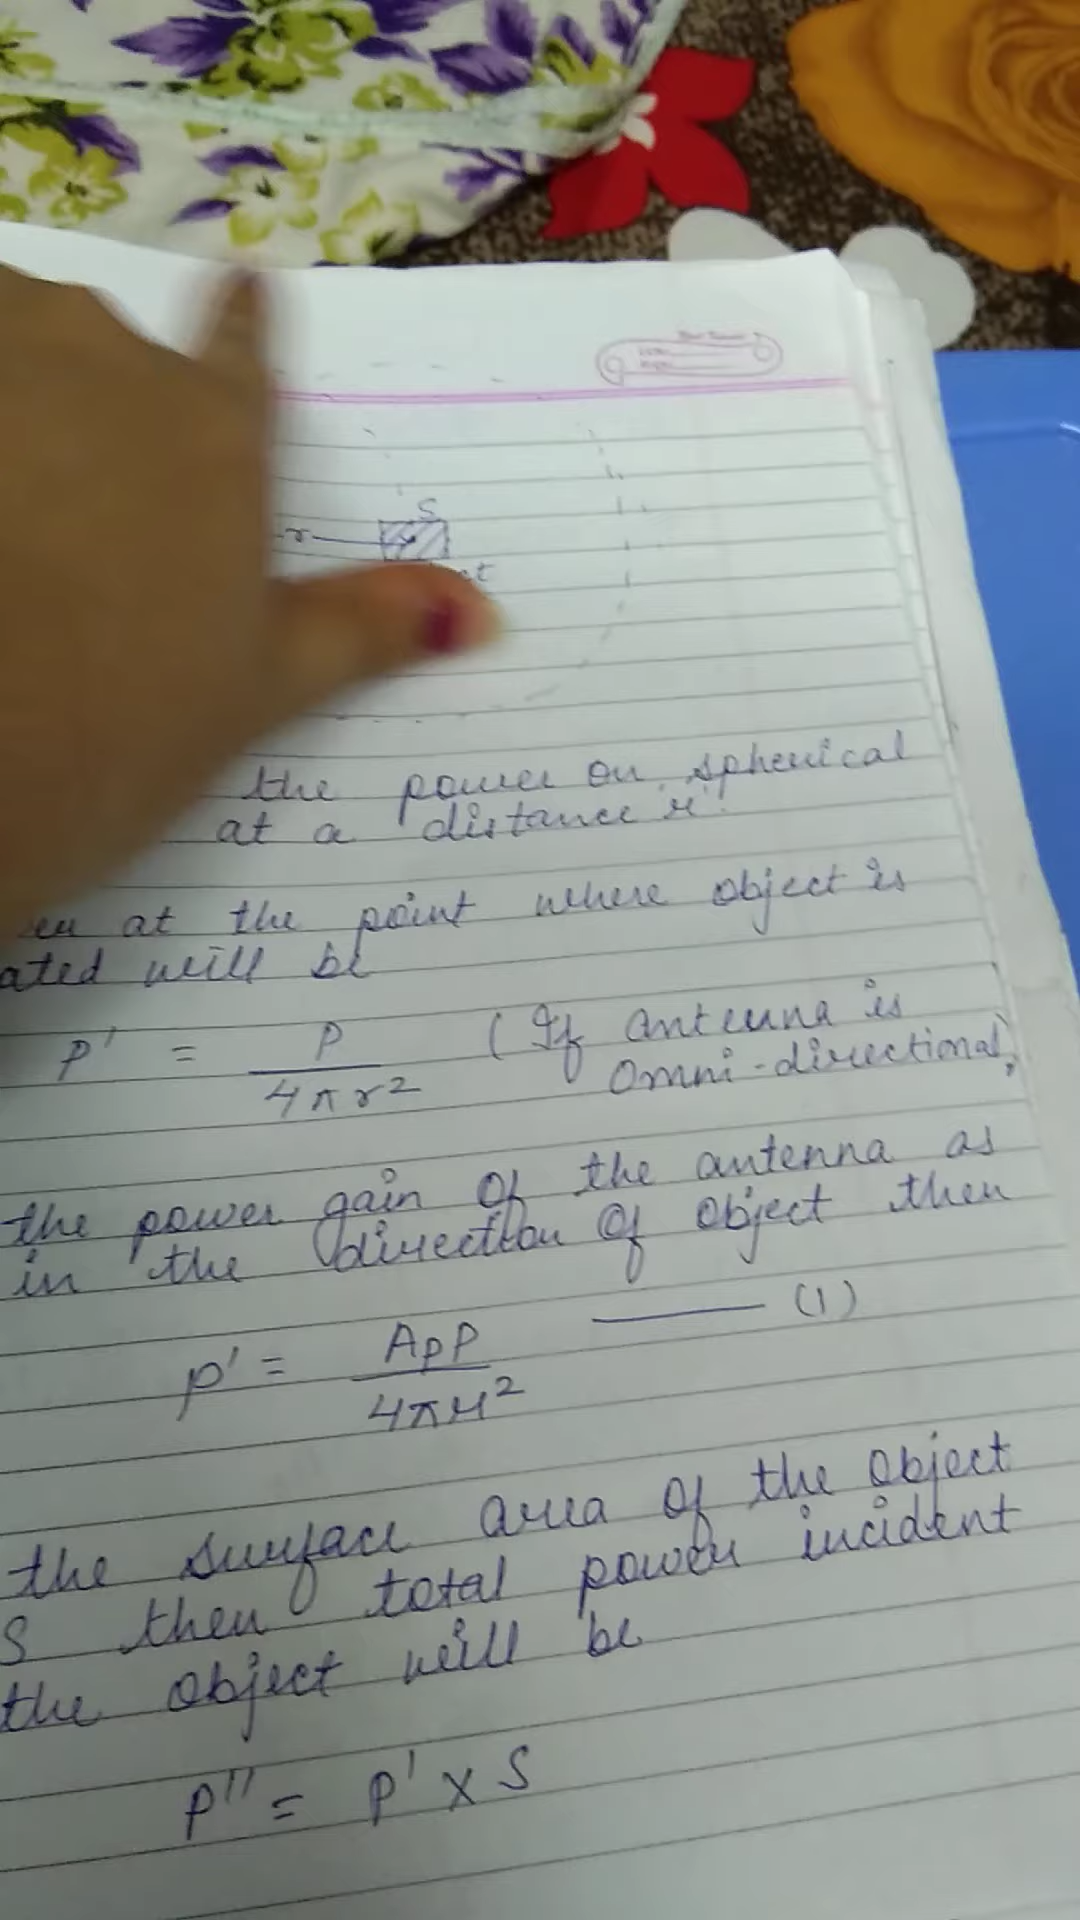 S
r
the power on spherical
at a distance 'r'.
at the point where object is
will be
P' = P / 4πr² (If antenna is
omni-directional)
the power gain of the antenna as
in the direction of object then
p' = ApP / 4πr² —— (1)
the surface area of the object
S then total power incident
the object will be
P'' = P' x S